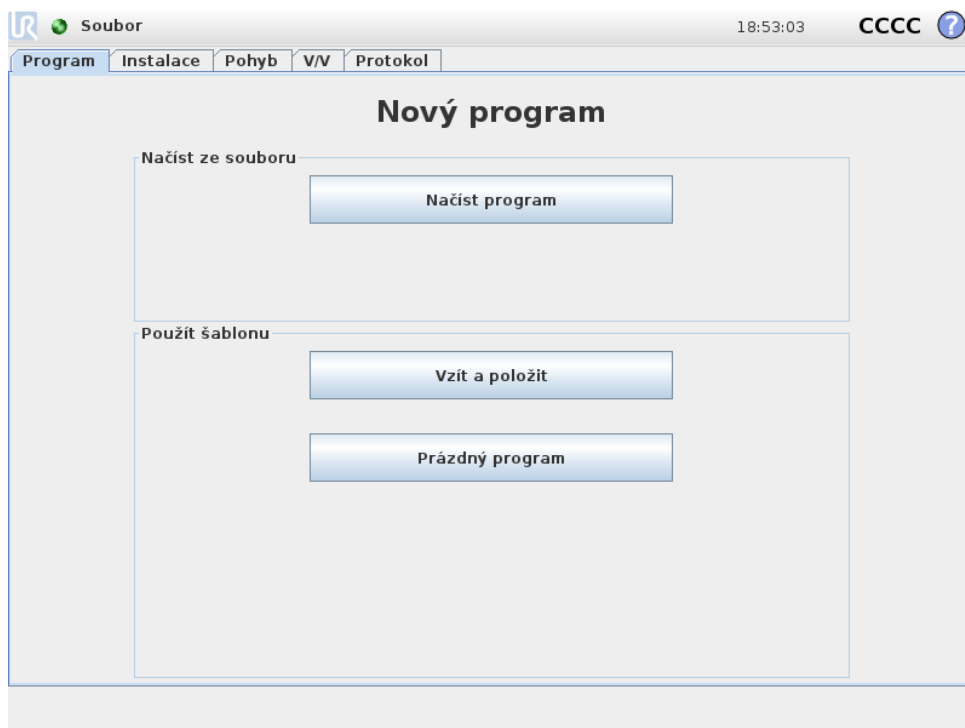 UR Soubor 18:53:03 CCCC ?
Program Instalace Pohyb V/V Protokol
Nový program
Načíst ze souboru
Načíst program
Použít šablonu
Vzít a položit
Prázdný program